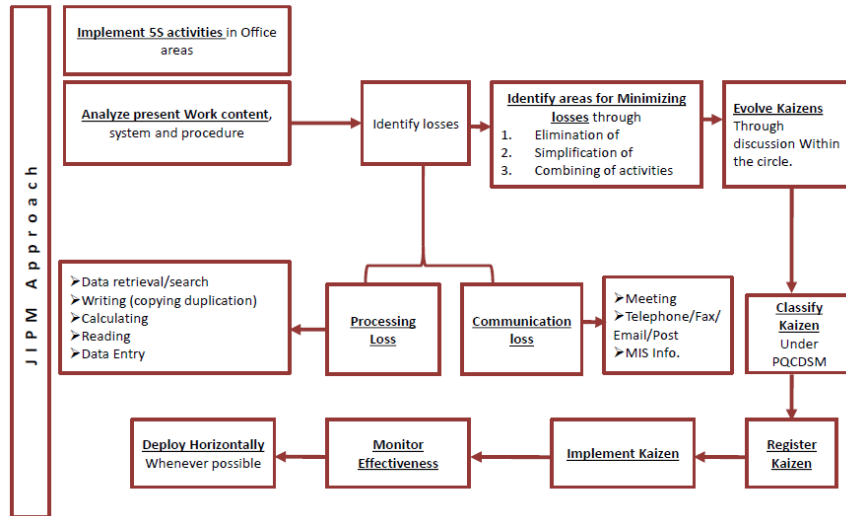 JIPM Approach
Implement 5S activities in Office
areas
Analyze present Work content,
system and procedure
Identify losses
Identify areas for Minimizing
losses through
1. Elimination of
2. Simplification of
3. Combining of activities
Evolve Kaizens
Through
discussion Within
the circle.
➤Data retrieval/search
➤Writing (copying duplication)
➤Calculating
➤Reading
➤Data Entry
Processing
Loss
Communication
loss
➤Meeting
➤Telephone/Fax/
Email/Post
➤MIS Info.
Classify
Kaizen
Under
PQCDSM
Deploy Horizontally
Whenever possible
Monitor
Effectiveness
Implement Kaizen
Register
Kaizen